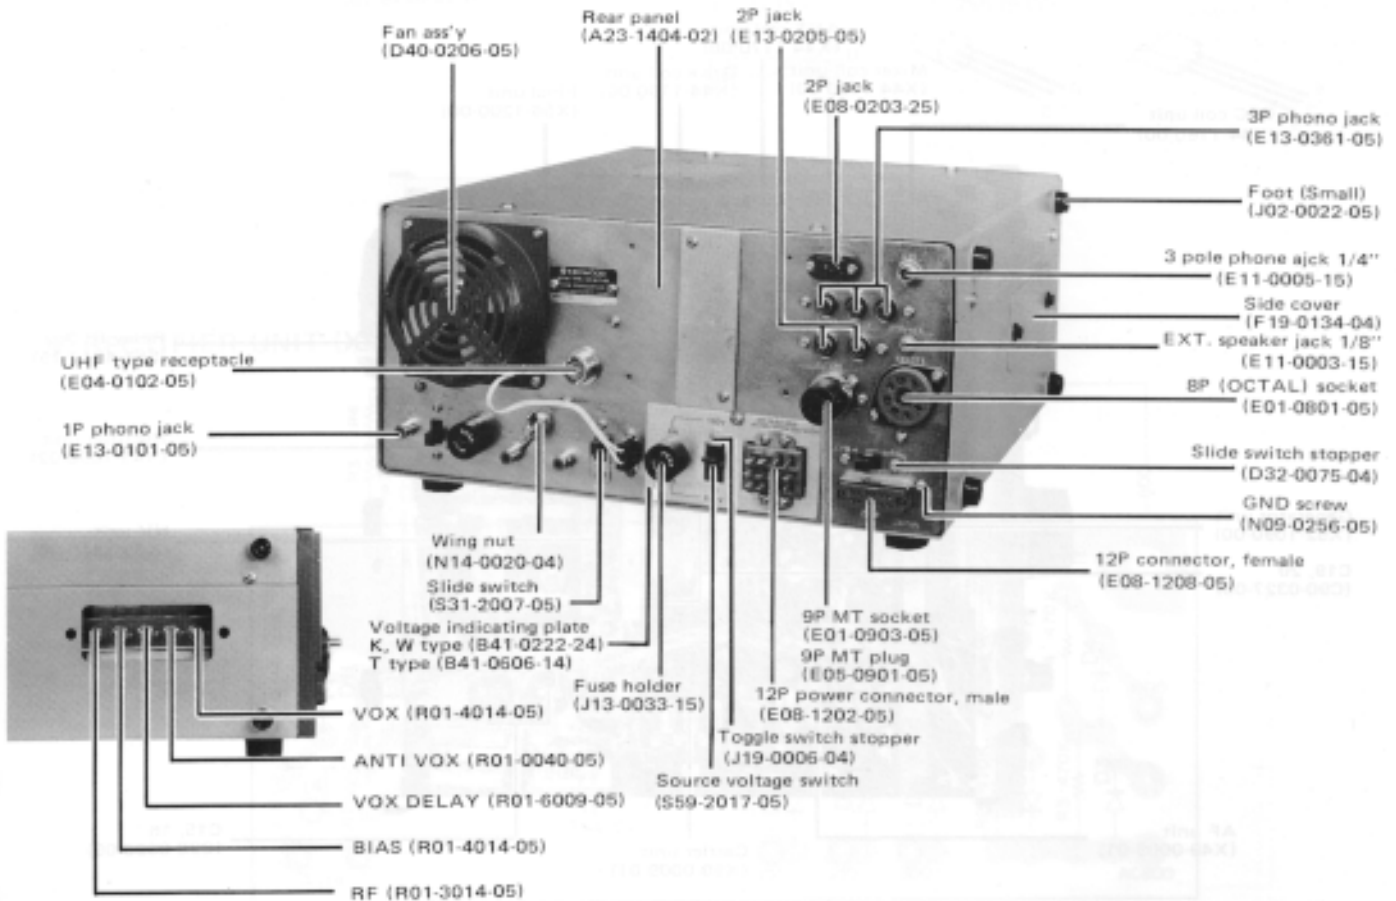 Fan ass'y
(D40-0206-05)
Rear panel
(A23-1404-02)
2P jack
(E13-0205-05)
2P jack
(E08-0203-25)
3P phono jack
(E13-0361-05)
Foot (Small)
(J02-0022-05)
3 pole phone ajck 1/4"
(E11-0005-15)
Side cover
(F19-0134-04)
EXT. speaker jack 1/8"
(E11-0003-15)
8P (OCTAL) socket
(E01-0801-05)
Slide switch stopper
(D32-0075-04)
GND screw
(N09-0256-05)
12P connector, female
(E08-1208-05)
UHF type receptacle
(E04-0102-05)
1P phono jack
(E13-0101-05)
Wing nut
(N14-0020-04)
Slide switch
(S31-2007-05)
Voltage indicating plate
K, W type (B41-0222-24)
T type (B41-0606-14)
Fuse holder
(J13-0033-15)
9P MT socket
(E01-0903-05)
9P MT plug
(E05-0901-05)
12P power connector, male
(E08-1202-05)
Toggle switch stopper
(J19-0006-04)
Source voltage switch
(S59-2017-05)
VOX (R01-4014-05)
ANTI VOX (R01-0040-05)
VOX DELAY (R01-6009-05)
BIAS (R01-4014-05)
RF (R01-3014-05)